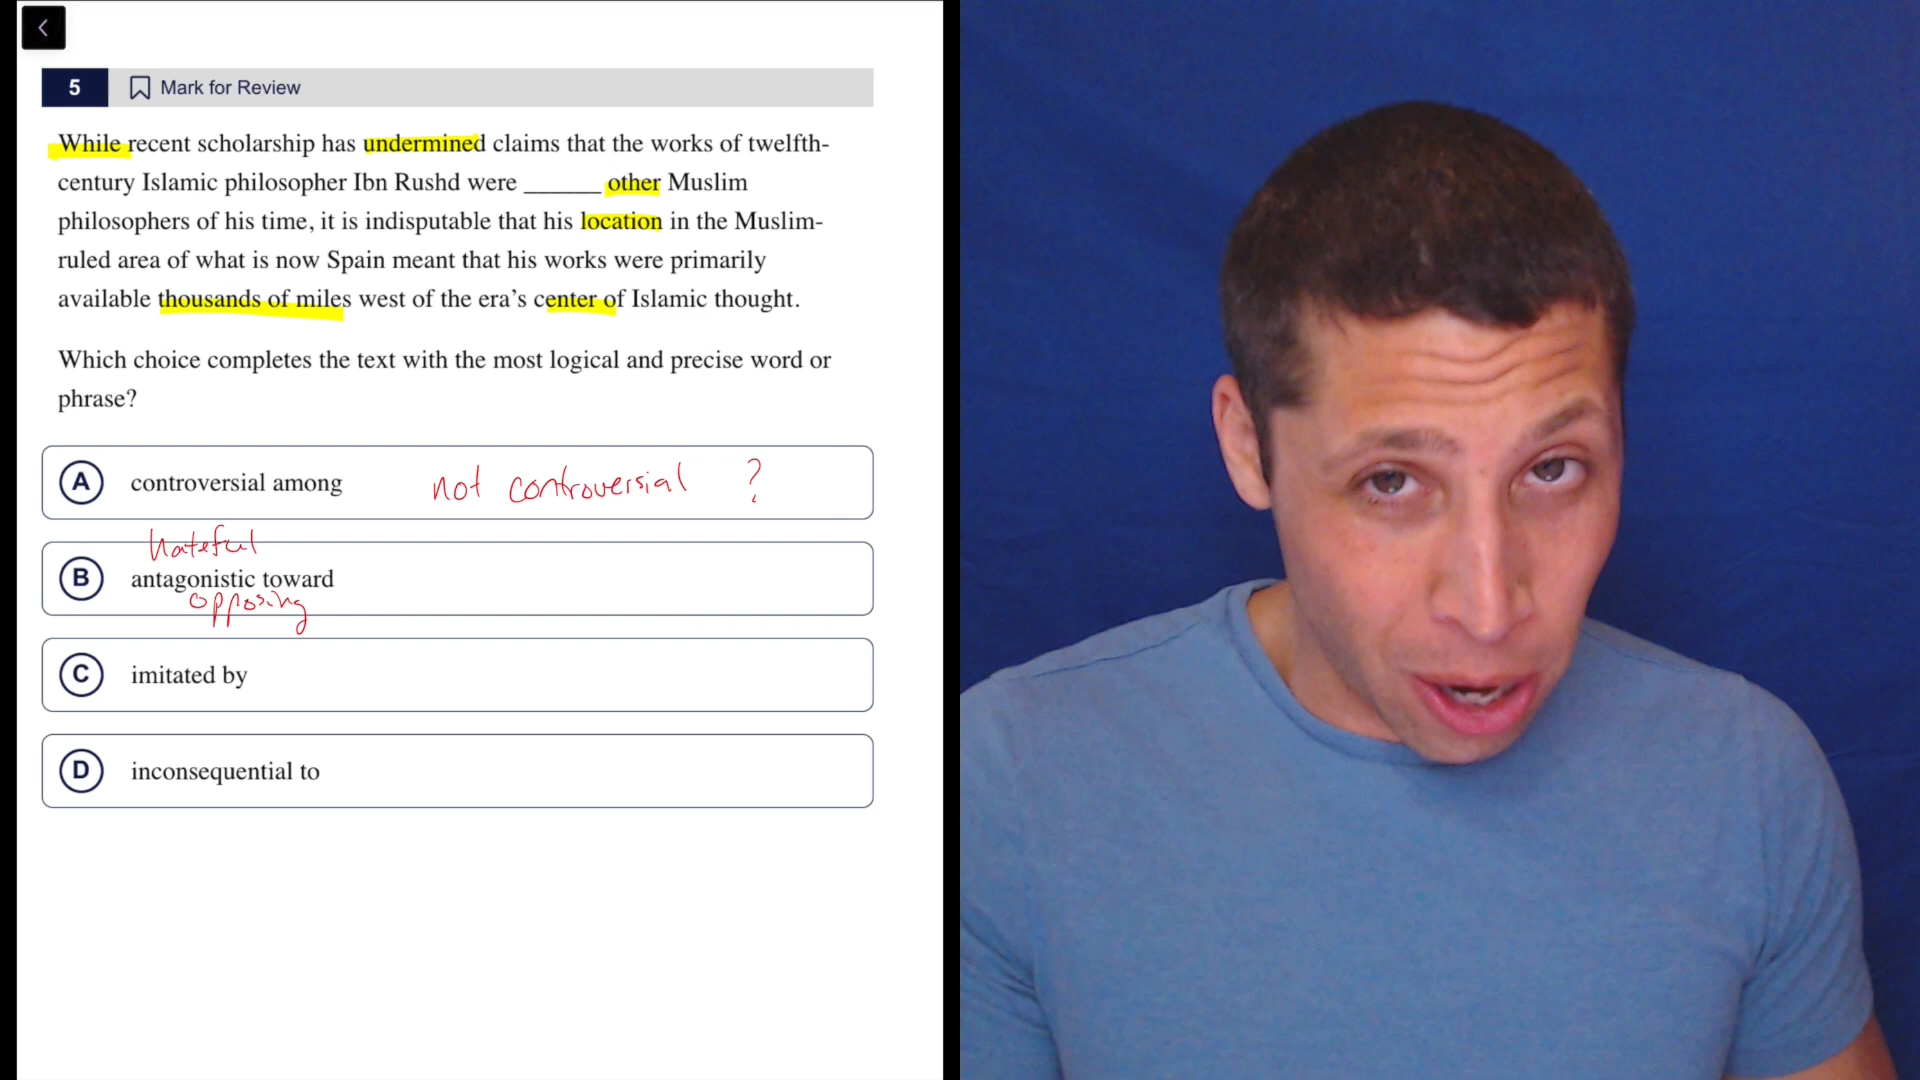 5 Mark for Review
While recent scholarship has undermined claims that the works of twelfth-
century Islamic philosopher Ibn Rushd were ______ other Muslim
philosophers of his time, it is indisputable that his location in the Muslim-
ruled area of what is now Spain meant that his works were primarily
available thousands of miles west of the era's center of Islamic thought.
Which choice completes the text with the most logical and precise word or
phrase?
A controversial among not controversial ?
hateful
B antagonistic toward
opposing
C imitated by
D inconsequential to